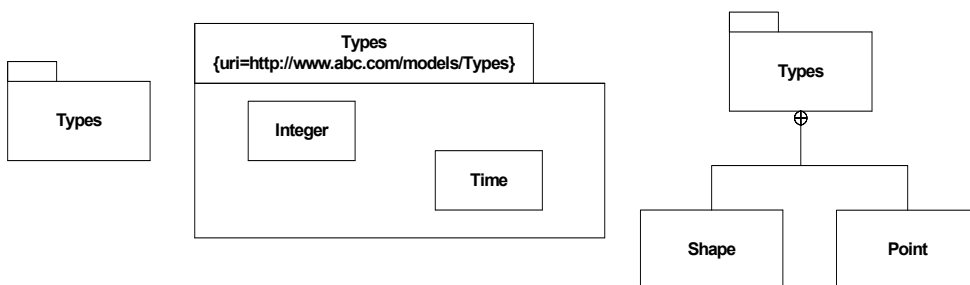 Types
Types
{uri=http://www.abc.com/models/Types}
Integer
Time
Types
Shape
Point